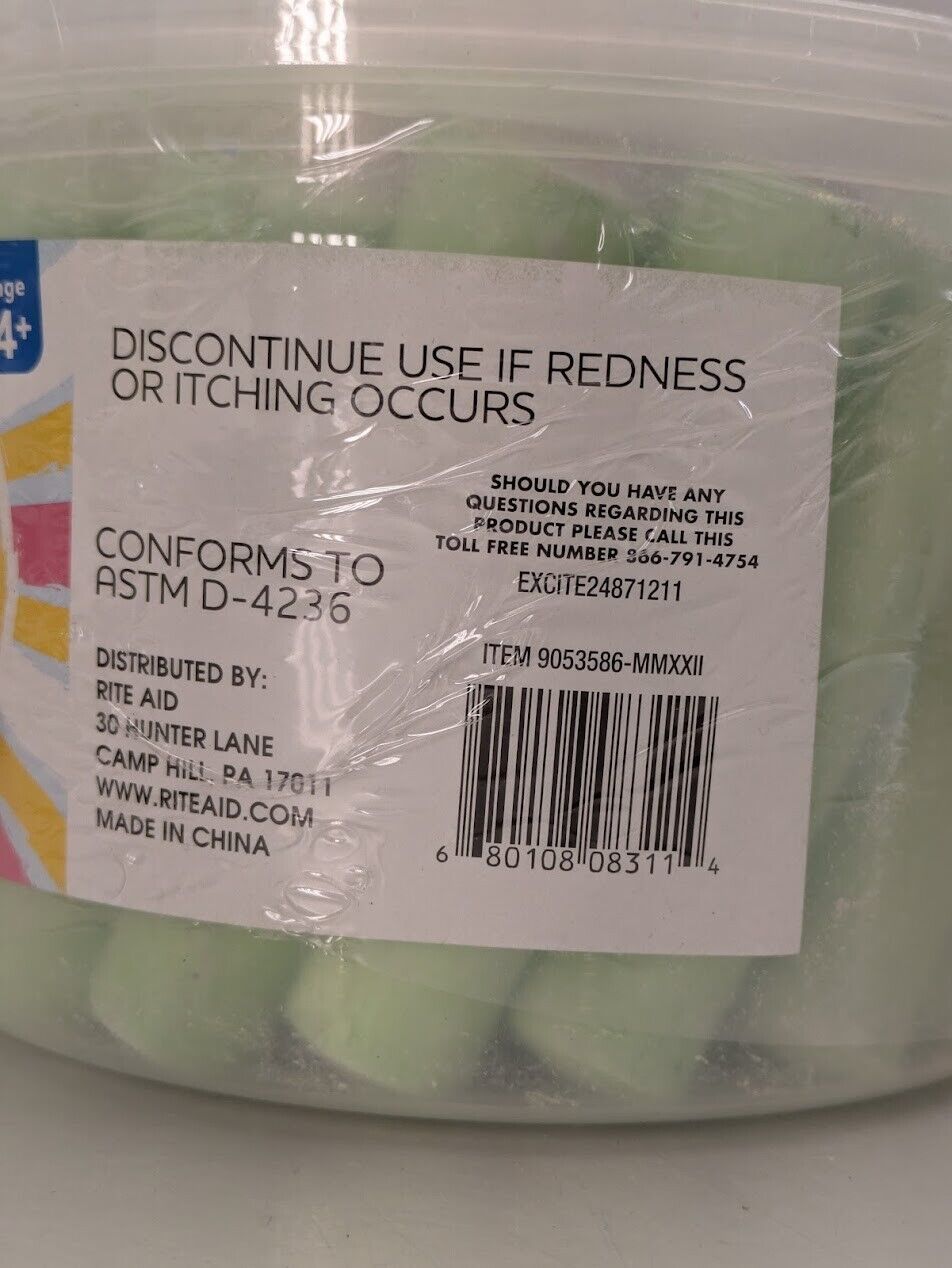 4+
DISCONTINUE USE IF REDNESS
OR ITCHING OCCURS
SHOULD YOU HAVE ANY
QUESTIONS REGARDING THIS
PRODUCT PLEASE CALL THIS
TOLL FREE NUMBER 866-791-4754
EXCITE24871211
CONFORMS TO
ASTM D-4236
ITEM 9053586-MMXXII
DISTRIBUTED BY:
RITE AID
30 HUNTER LANE
CAMP HILL, PA 17011
WWW.RITEAID.COM
MADE IN CHINA
6 80108 08311 4